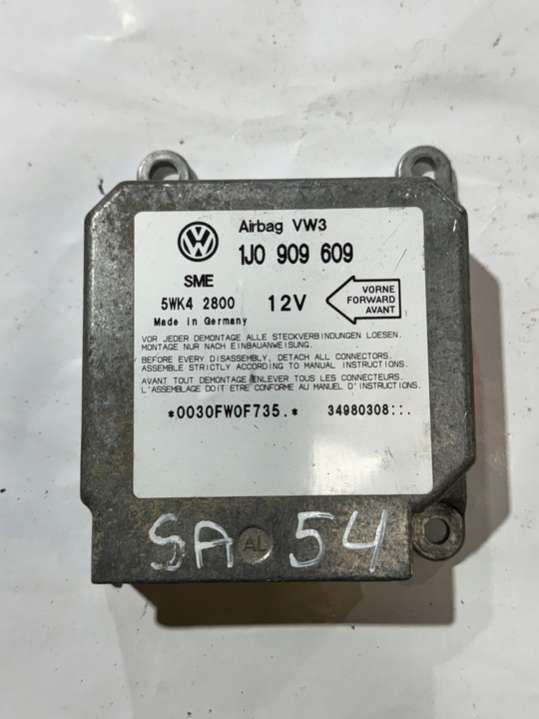 Airbag VW3
1J0 909 609
SME
5WK4 2800 12V
Made in Germany
VORNE
FORWARD
AVANT
VOR JEDER DEMONTAGE ALLE STECKVERBINDUNGEN LOESEN.
MONTAGE NUR NACH EINBAUANWEISUNG.
BEFORE EVERY DISASSEMBLY, DETACH ALL CONNECTORS.
ASSEMBLE STRICTLY ACCORDING TO MANUAL INSTRUCTIONS.
AVANT TOUT DEMONTAGE ENLEVER TOUS LES CONNECTEURS.
L'ASSEMBLAGE DOIT ETRE CONFORME AU MANUEL D'INSTRUCTIONS.
*0030FW0F735.* 34980308::.
SA AL 54